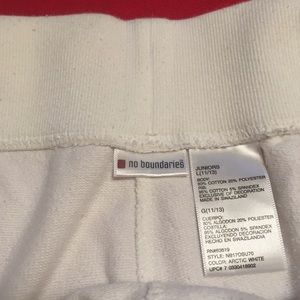 no boundaries
JUNIORS
L(11/13)
BODY:
80% COTTON 20% POLYESTER
RIB:
95% COTTON 5% SPANDEX
EXCLUSIVE OF DECORATION
MADE IN SWAZILAND
G(11/13)
CUERPO:
80% ALGODON 20% POLIESTER
COSTILLA:
95% ALGODON 5% SPANDEX
EXCLUYENDO DECORACION
HECHO EN SWAZILANDIA
COLOR: ARCTIC WHITE